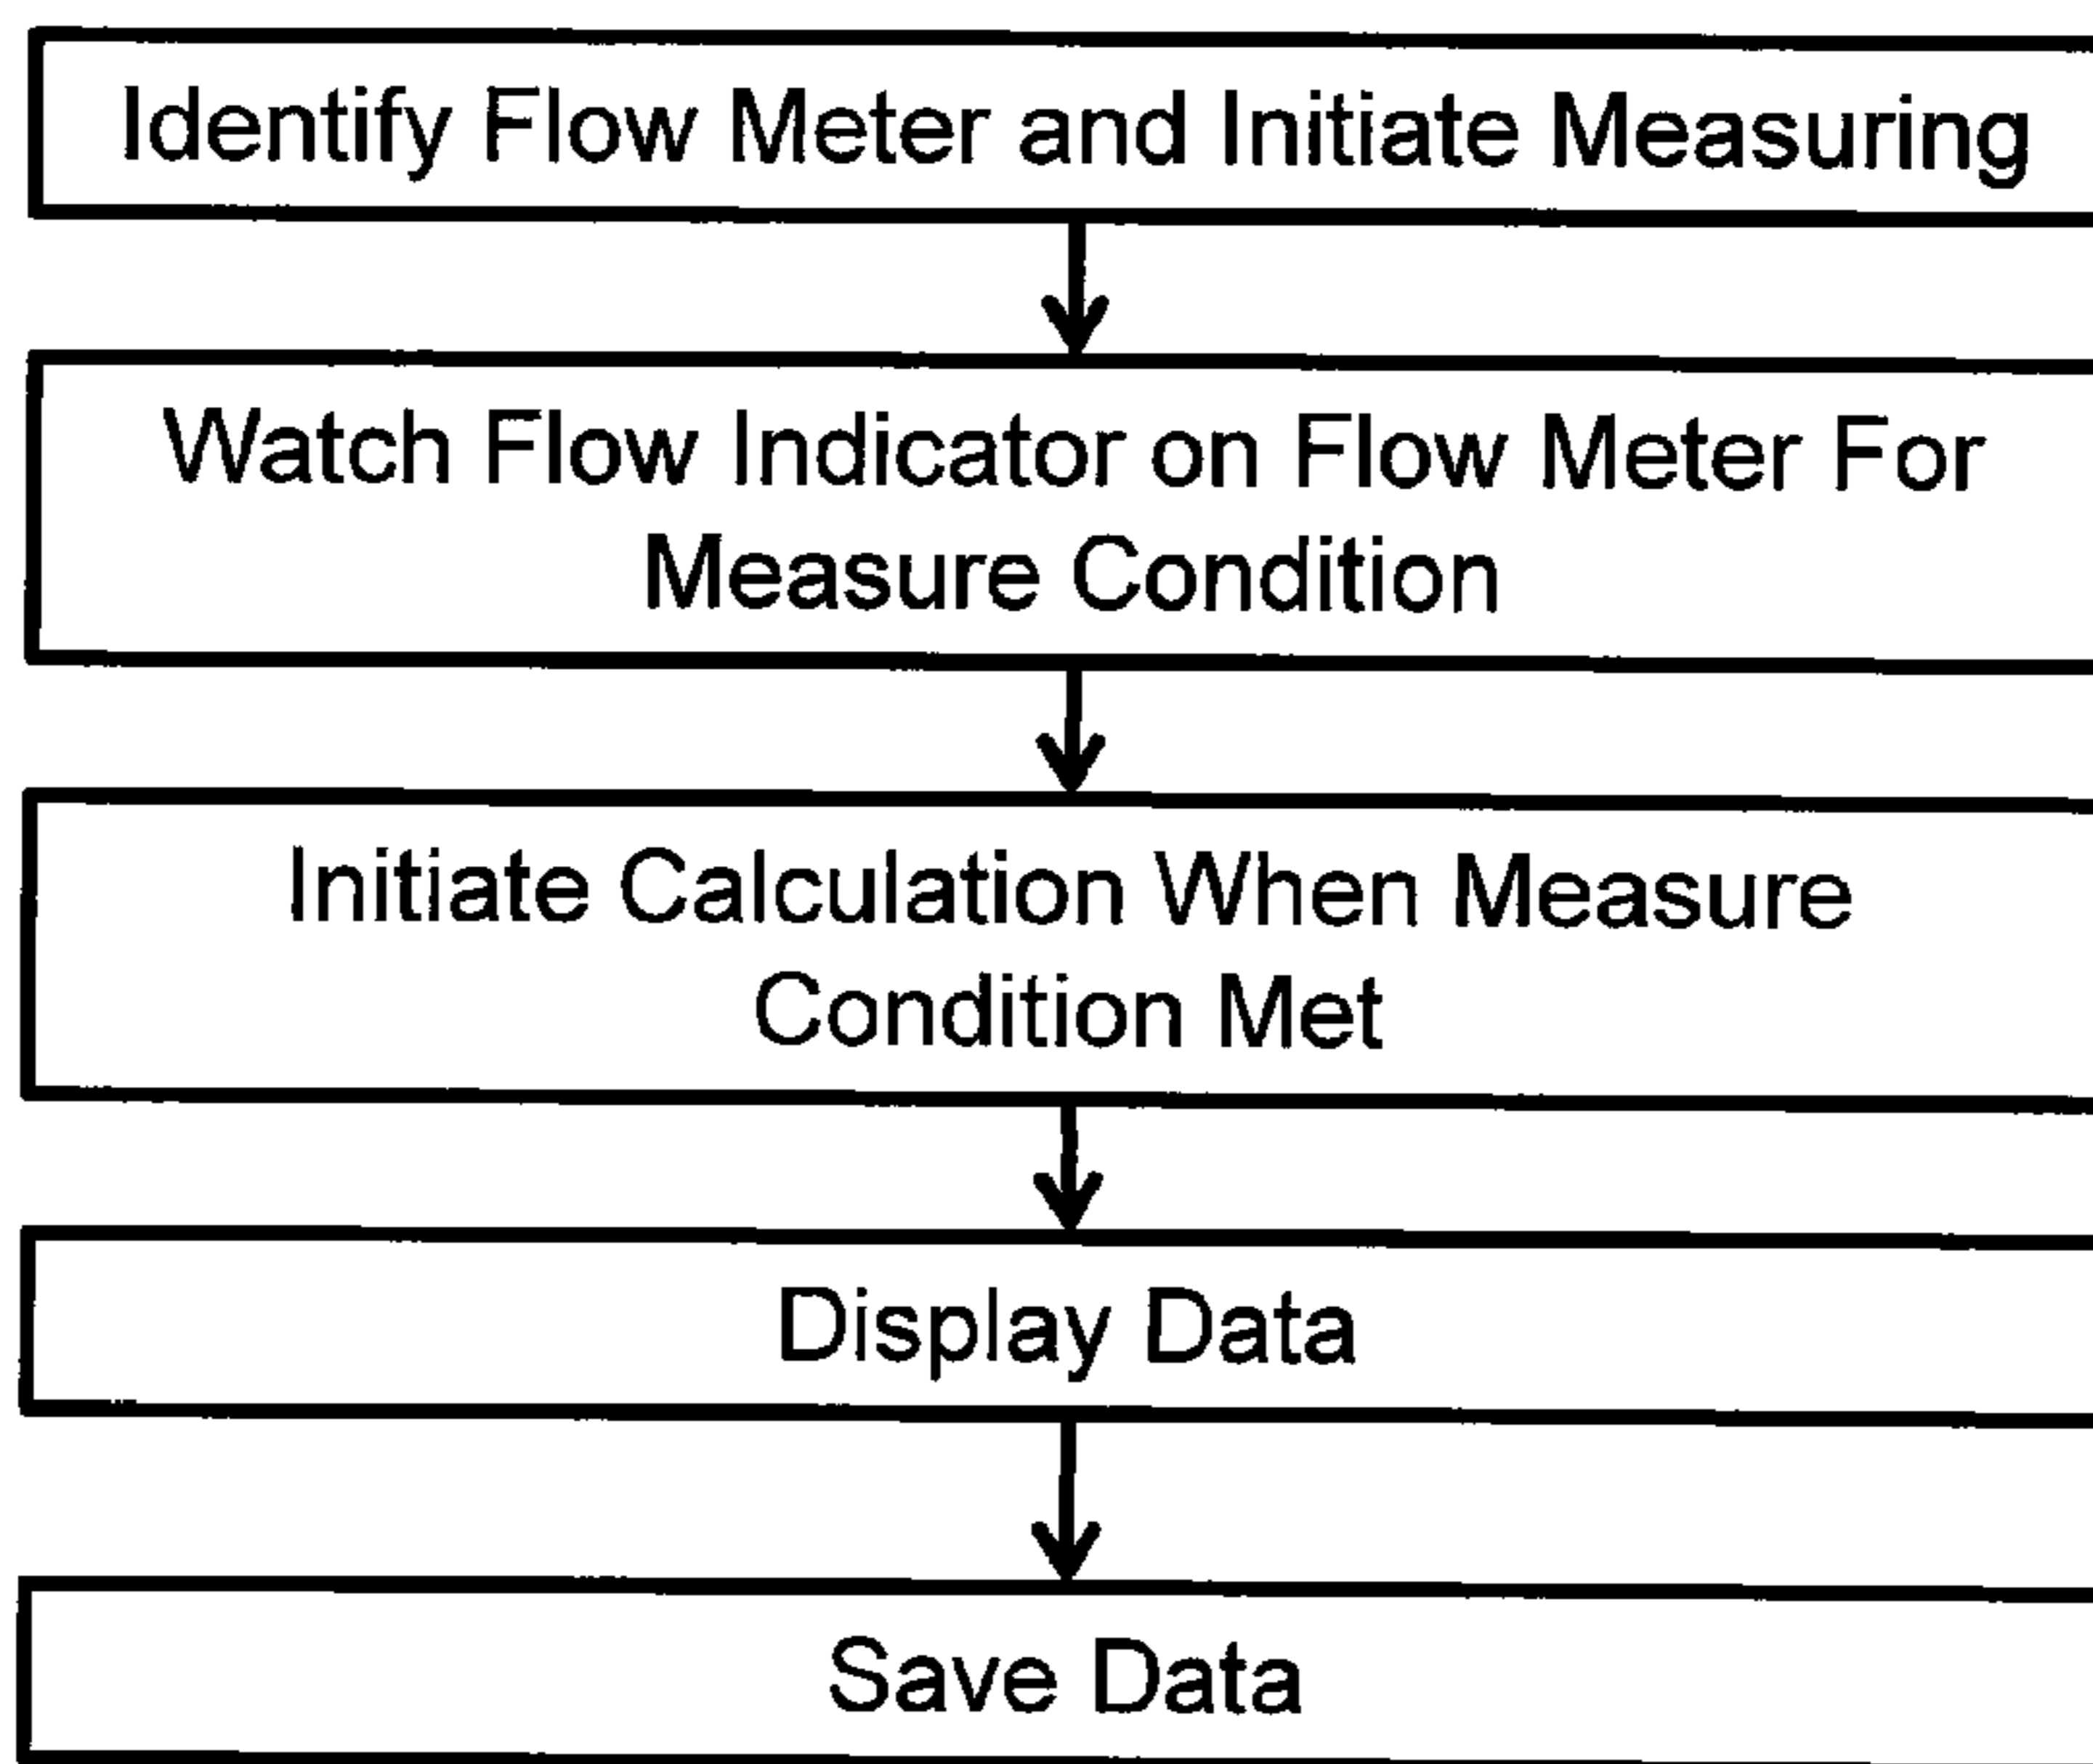 Identify Flow Meter and Initiate Measuring
Watch Flow Indicator on Flow Meter For
Measure Condition
Initiate Calculation When Measure
Condition Met
Display Data
Save Data